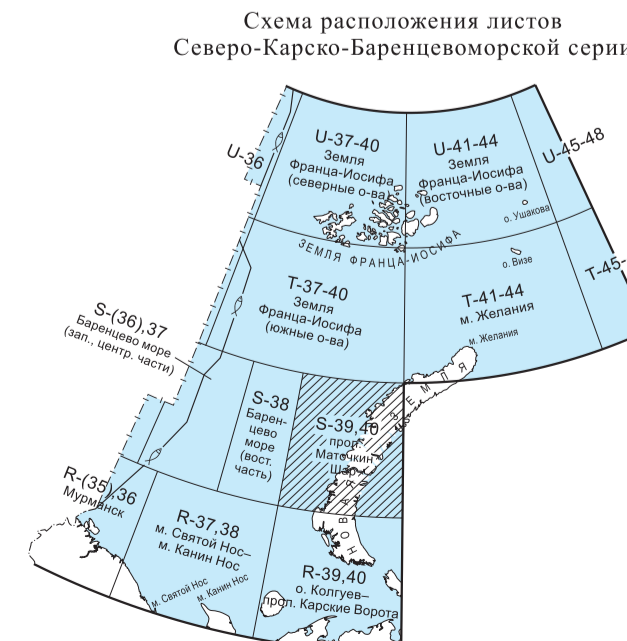 Схема расположения листов
Северо-Карско-Баренцевоморской серии
U-36
U-37-40
Земля
Франца-Иосифа
(северные о-ва)
U-41-44
Земля
Франца-Иосифа
(восточные о-ва)
U-45-48
о. Ушакова
ЗЕМЛЯ ФРАНЦА-ИОСИФА
о. Визе
T-37-40
Земля
Франца-Иосифа
(южные о-ва)
T-41-44
м. Желания
м. Желания
T-45-
S-(36),37
Баренцево море
(зап., центр. части)
S-38
Барен-
цево
море
(вост.
часть)
S-39,40
прол.
Маточкин
Шар
НОВАЯ ЗЕМЛЯ
R-(35),36
Мурманск
R-37,38
м. Святой Нос–
м. Канин Нос
м. Святой Нос
м. Канин Нос
R-39,40
о. Колгуев–
прол. Карские Ворота